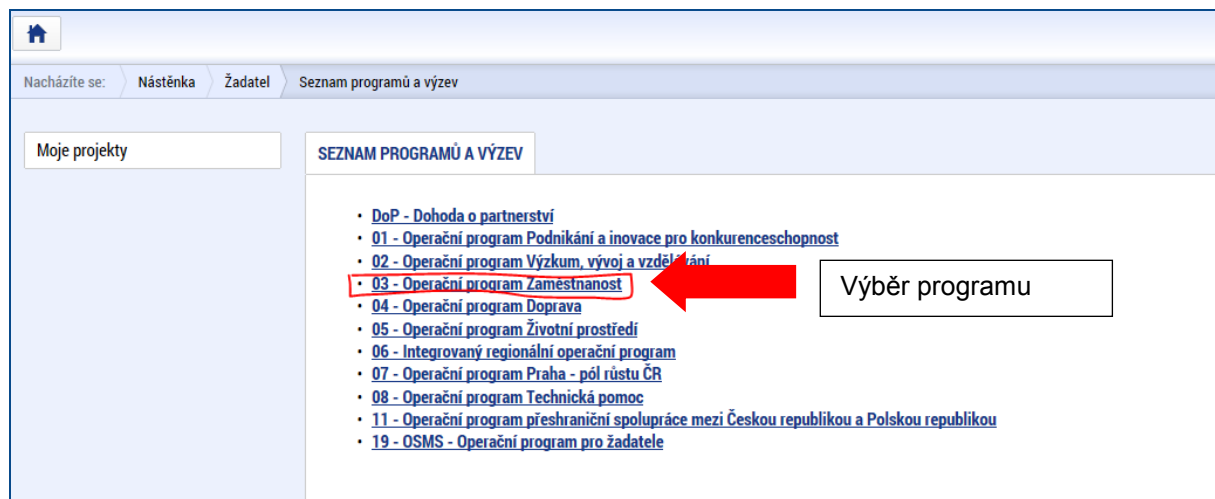 Nacházíte se: Nástěnka Žadatel Seznam programů a výzev
Moje projekty
SEZNAM PROGRAMŮ A VÝZEV
• DoP - Dohoda o partnerství
• 01 - Operační program Podnikání a inovace pro konkurenceschopnost
• 02 - Operační program Výzkum, vývoj a vzdělávání
• 03 - Operační program Zaměstnanost
• 04 - Operační program Doprava
• 05 - Operační program Životní prostředí
• 06 - Integrovaný regionální operační program
• 07 - Operační program Praha - pól růstu ČR
• 08 - Operační program Technická pomoc
• 11 - Operační program přeshraniční spolupráce mezi Českou republikou a Polskou republikou
• 19 - OSMS - Operační program pro žadatele
Výběr programu